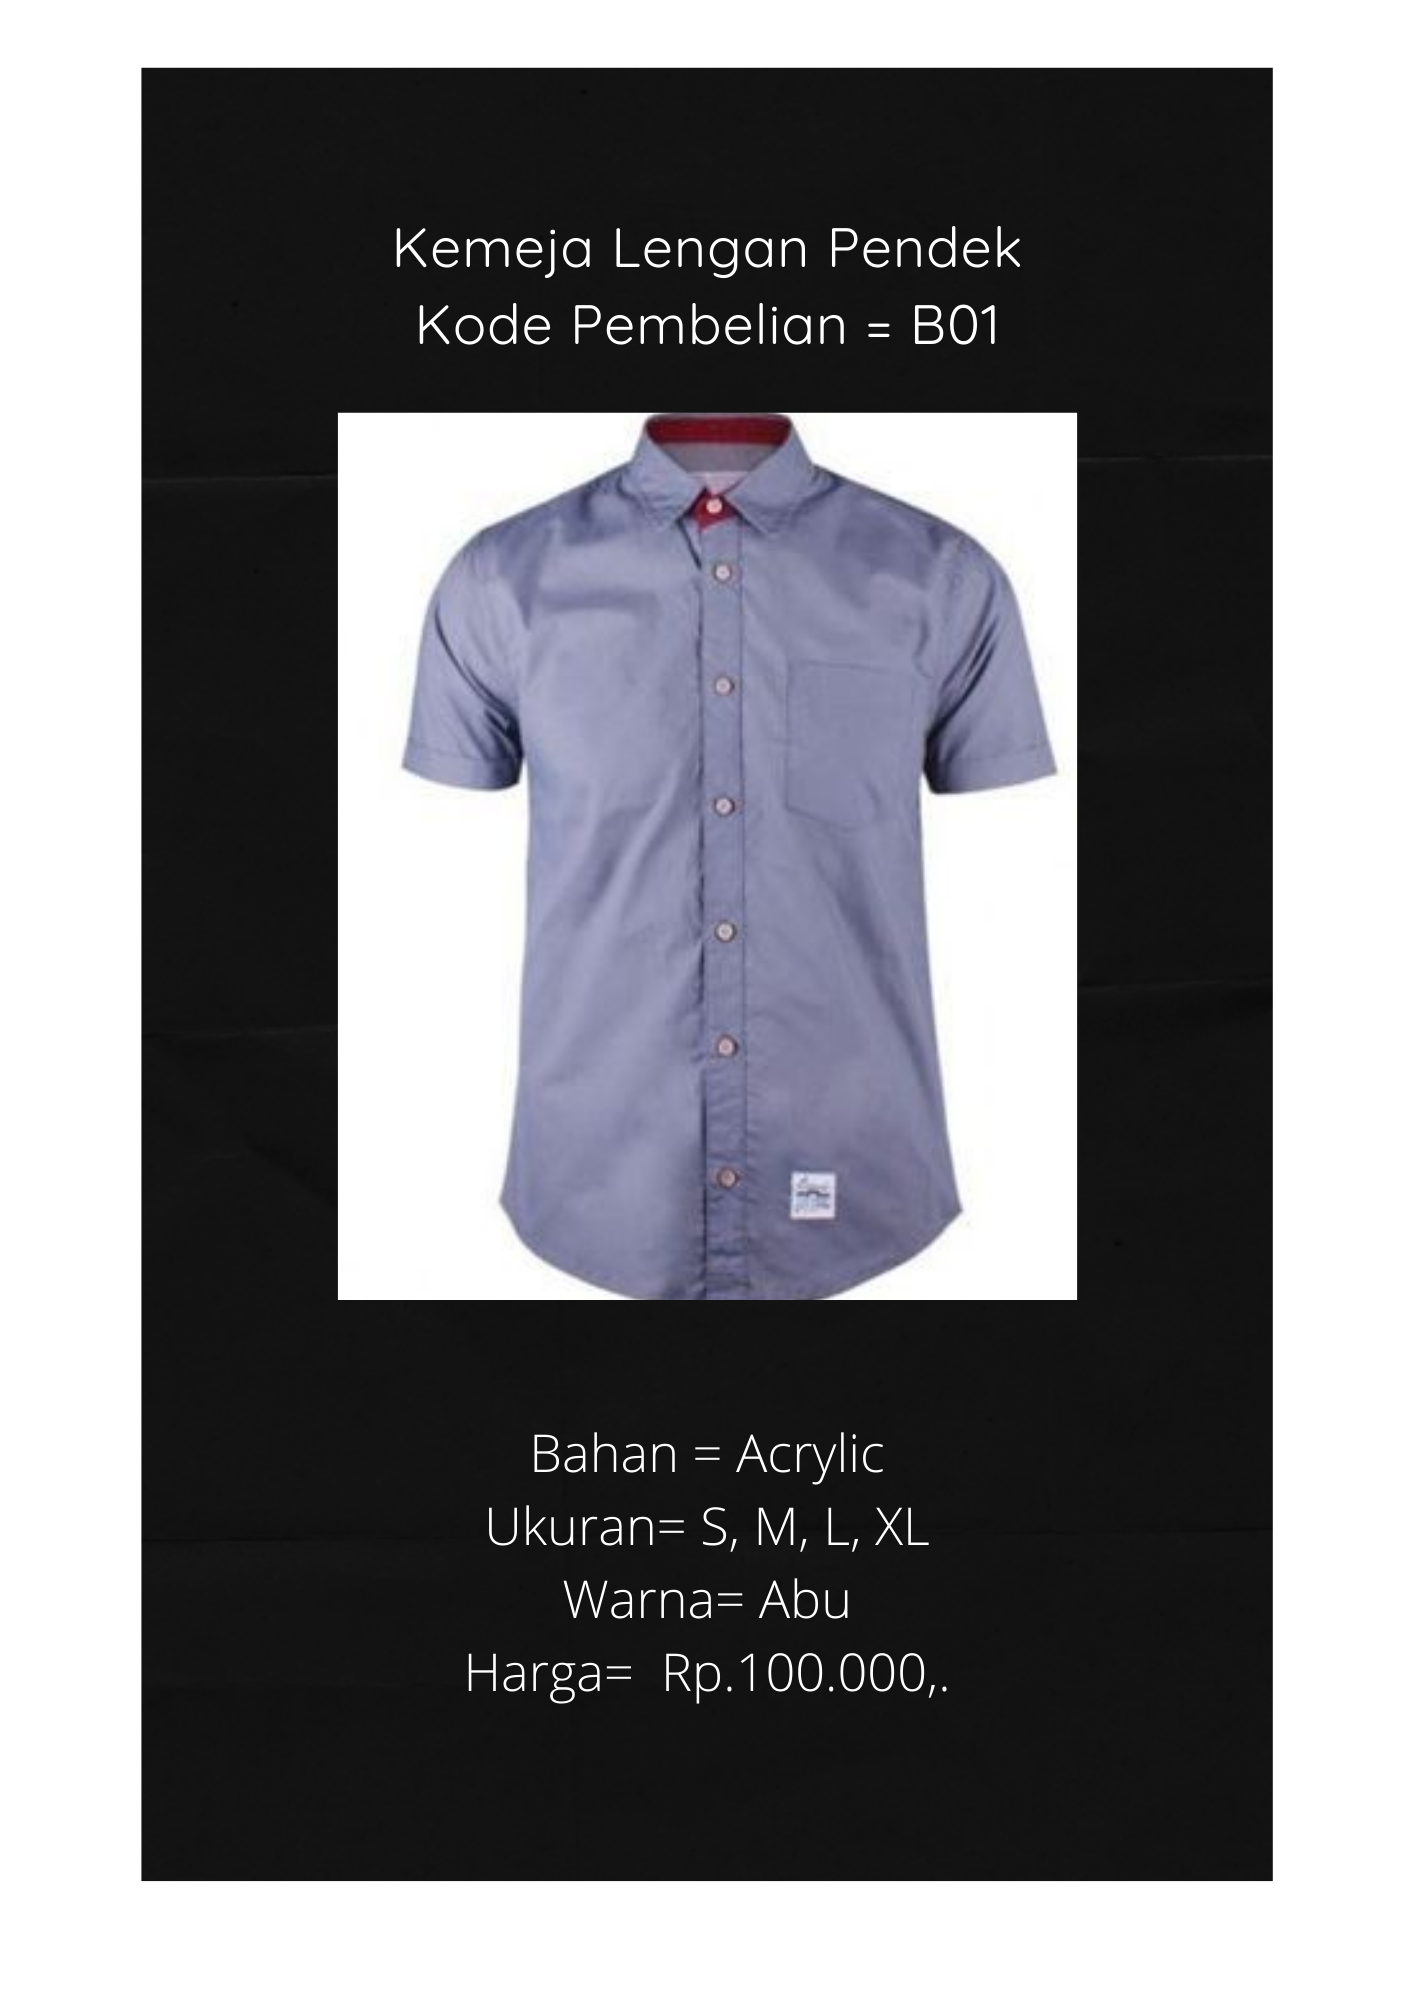 Kemeja Lengan Pendek
Kode Pembelian = B01
Bahan = Acrylic
Ukuran= S, M, L, XL
Warna= Abu
Harga= Rp.100.000,.